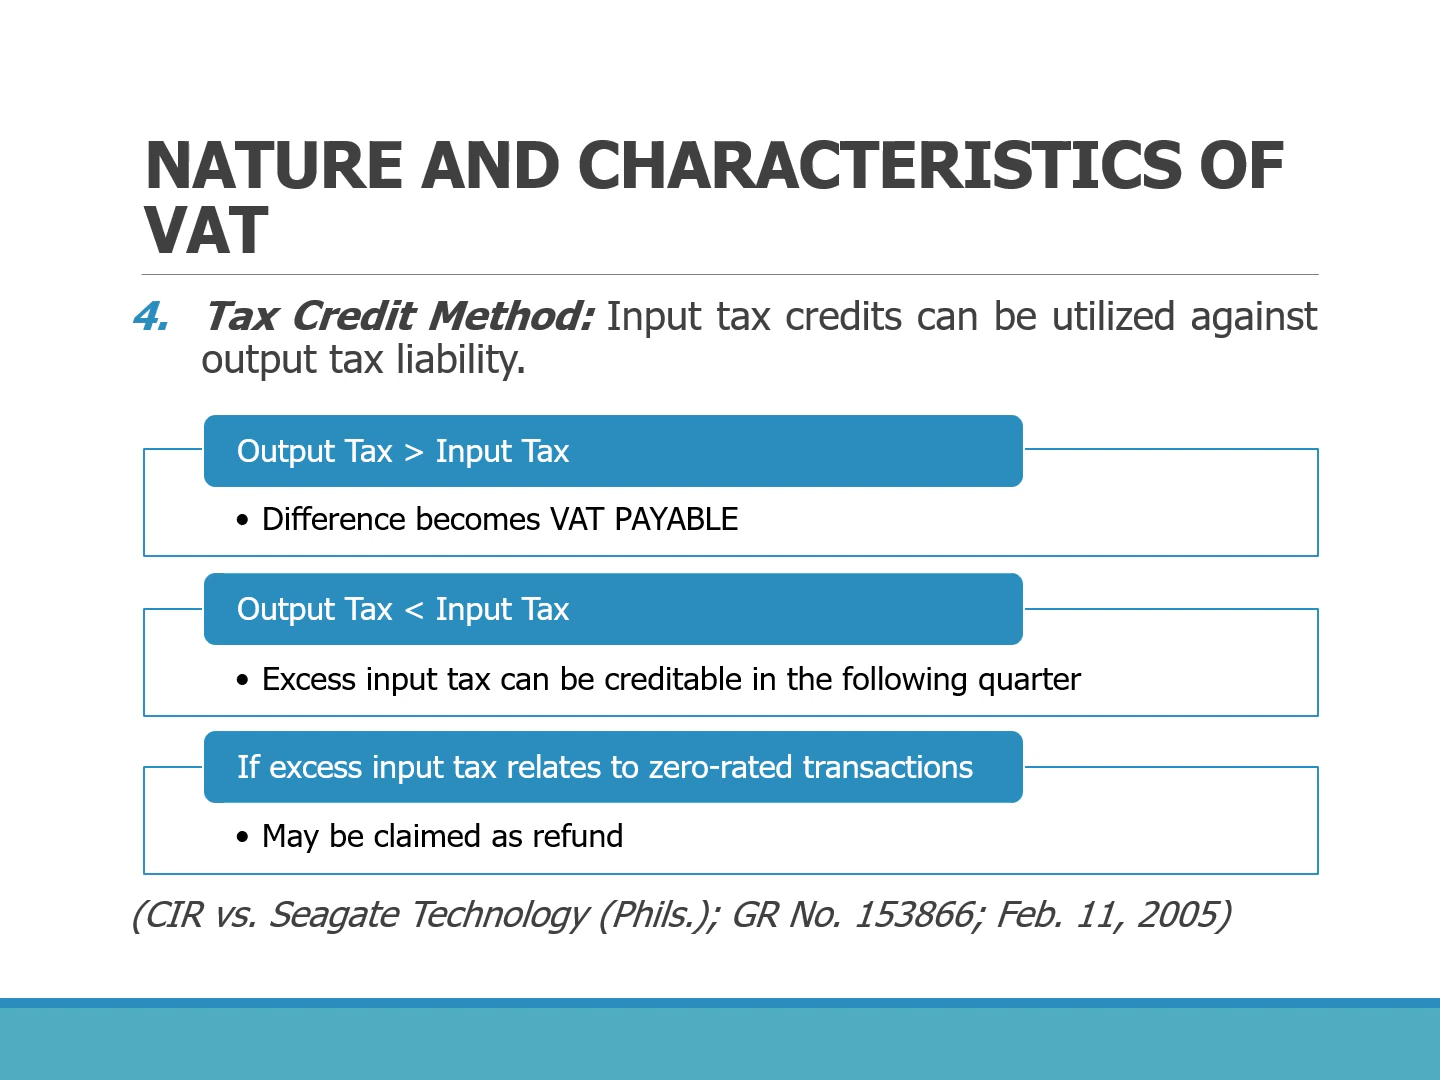 NATURE AND CHARACTERISTICS OF
VAT
4. Tax Credit Method: Input tax credits can be utilized against
output tax liability.
Output Tax > Input Tax
• Difference becomes VAT PAYABLE
Output Tax < Input Tax
• Excess input tax can be creditable in the following quarter
If excess input tax relates to zero-rated transactions
• May be claimed as refund
(CIR vs. Seagate Technology (Phils.); GR No. 153866; Feb. 11, 2005)